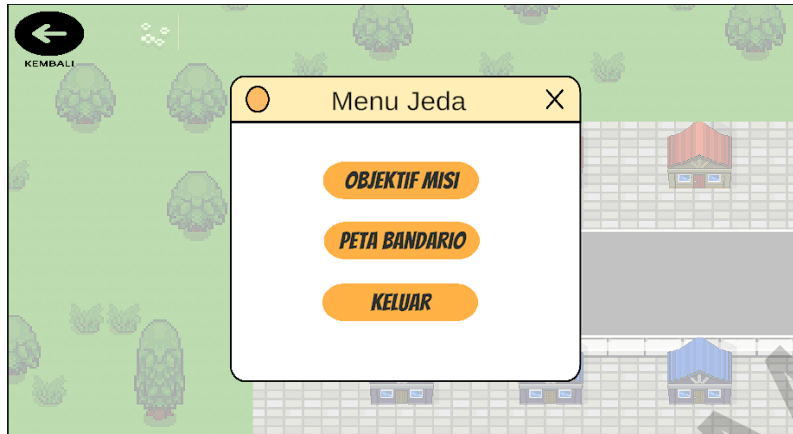 KEMBALI
Menu Jeda
OBJEKTIF MISI
PETA BANDARIO
KELUAR